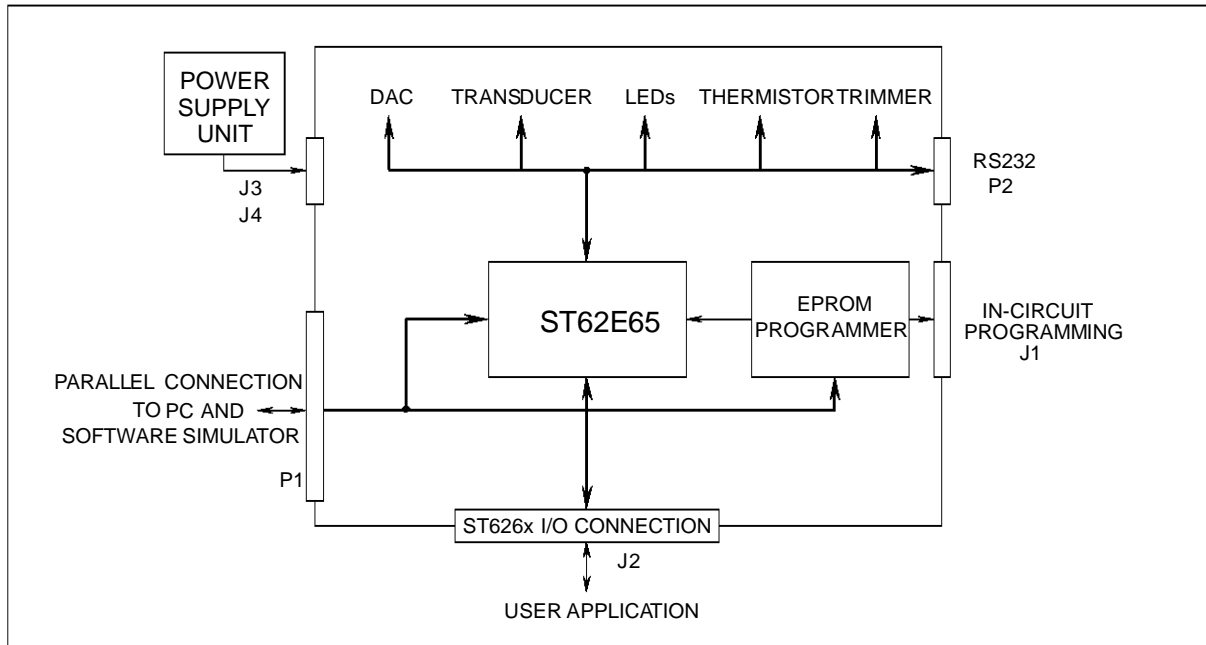 POWER
SUPPLY
UNIT
DAC
TRANSDUCER
LEDs
THERMISTOR
TRIMMER
J3
J4
RS232
P2
ST62E65
EPROM
PROGRAMMER
IN-CIRCUIT
PROGRAMMING
J1
PARALLEL CONNECTION
TO PC AND
SOFTWARE SIMULATOR
P1
ST626x I/O CONNECTION
J2
USER APPLICATION